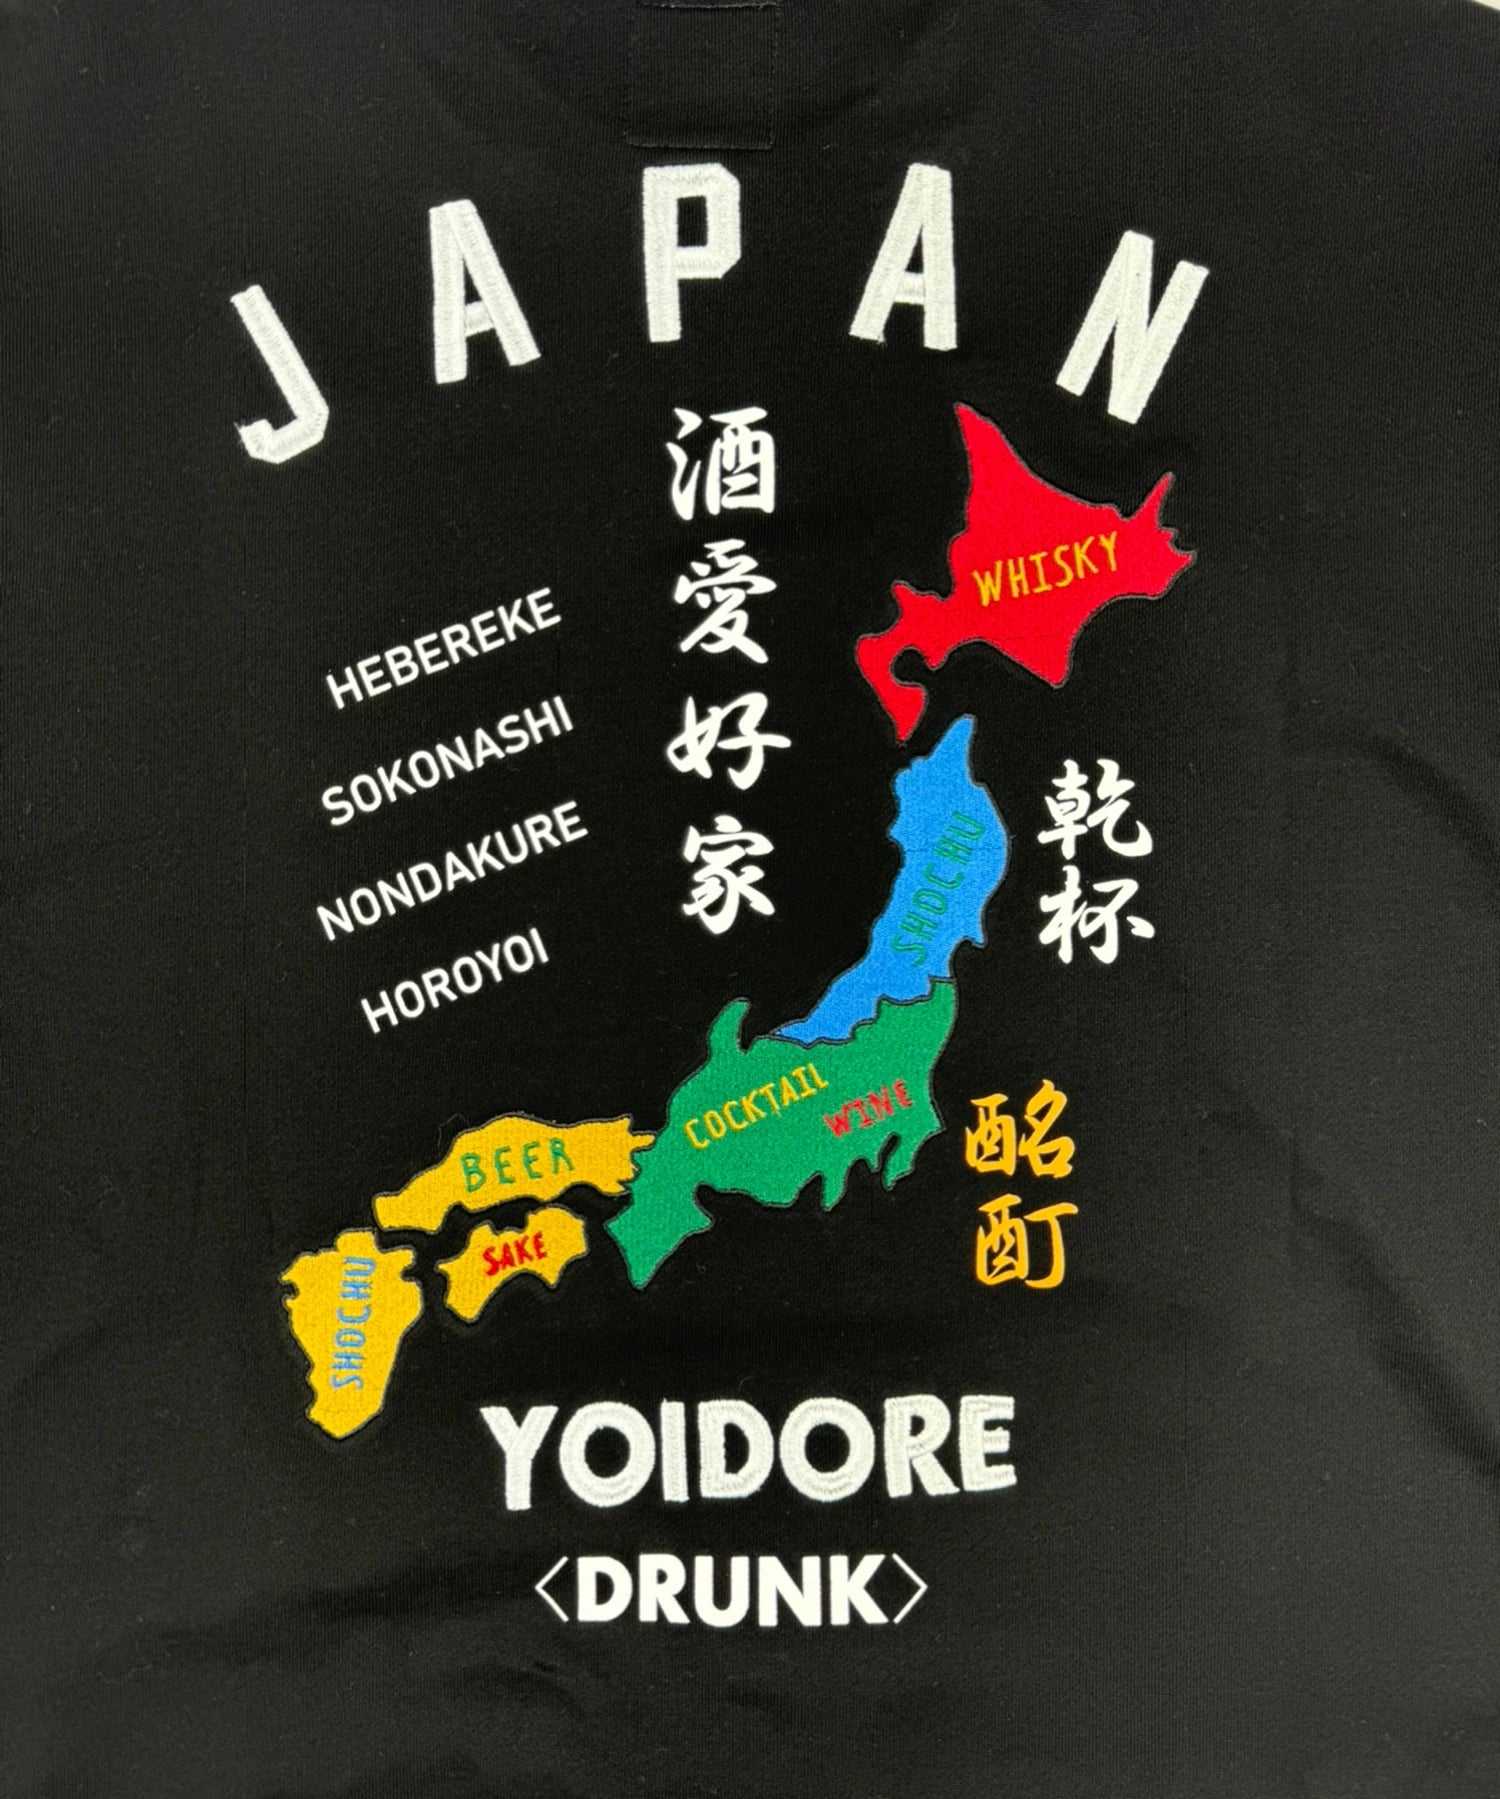 JAPAN
酒愛好家
HEBEREKE
SOKONASHI
NONDAKURE
HOROYOI
WHISKY
乾杯
SHOCHU
COCKTAIL
WINE
BEER
SAKE
SHOCHU
酩酊
YOIDORE
〈DRUNK〉